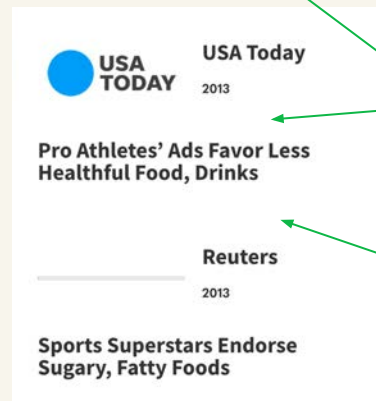 USA
TODAY
USA Today
2013
Pro Athletes’ Ads Favor Less
Healthful Food, Drinks
Reuters
2013
Sports Superstars Endorse
Sugary, Fatty Foods